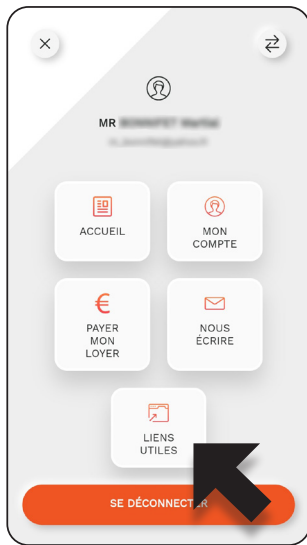 MR
ACCUEIL
MON
COMPTE
€
PAYER
MON
LOYER
NOUS
ÉCRIRE
LIENS
UTILES
SE DÉCONNECTER